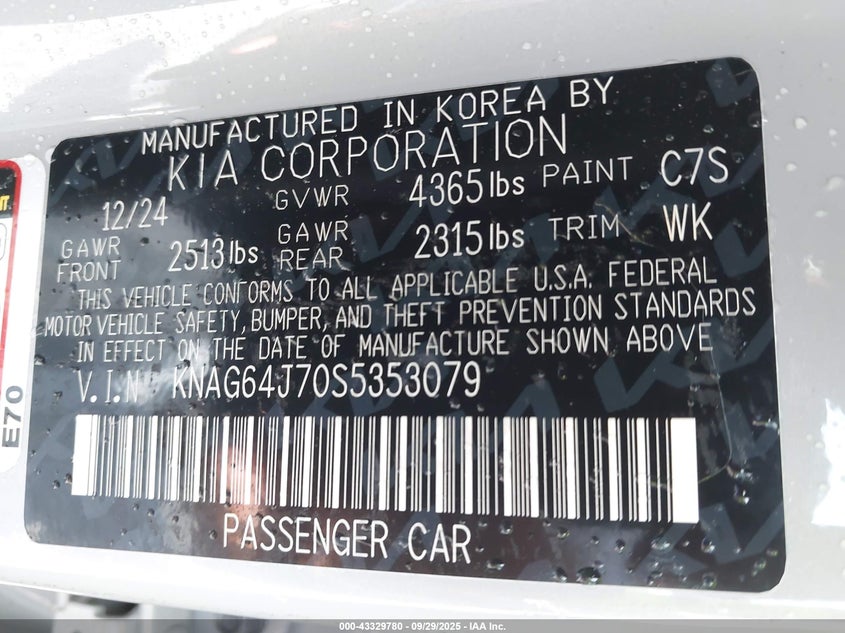 MANUFACTURED IN KOREA BY
KIA CORPORATION
12/24 GVWR 4365 lbs PAINT C7S
GAWR FRONT 2513 lbs GAWR REAR 2315 lbs TRIM WK
THIS VEHICLE CONFORMS TO ALL APPLICABLE U.S.A. FEDERAL
MOTOR VEHICLE SAFETY, BUMPER, AND THEFT PREVENTION STANDARDS
IN EFFECT ON THE DATE OF MANUFACTURE SHOWN ABOVE
V.I.N KNAG64J70S5353079
PASSENGER CAR
E70
000-43329780 - 09/29/2025 - IAA Inc.